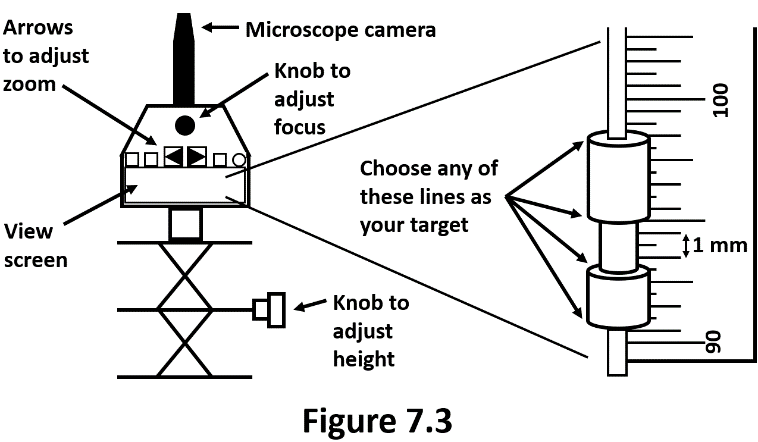 Arrows
to adjust
zoom
Microscope camera
Knob to
adjust
focus
View
screen
Knob to
adjust
height
Choose any of
these lines as
your target
100
1 mm
90
Figure 7.3